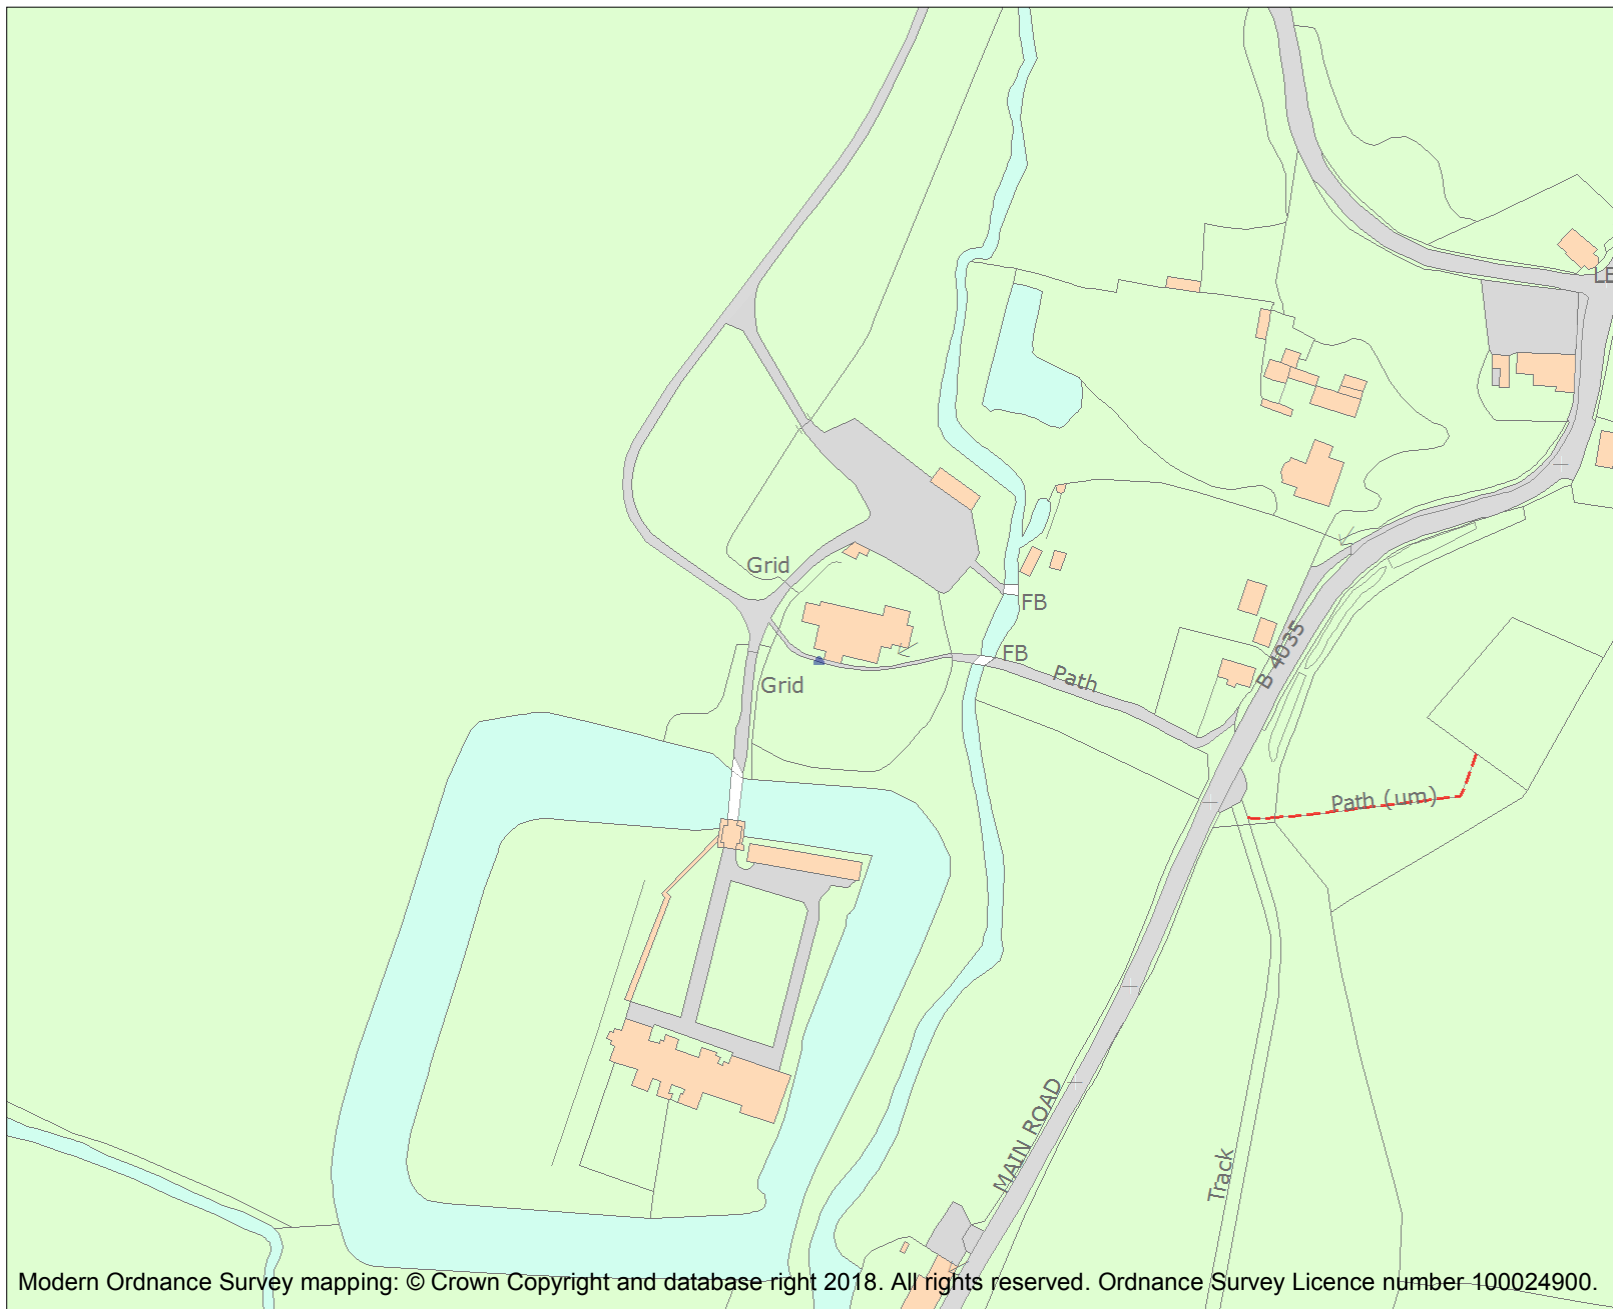 LE
Grid
FB
FB
Path
Grid
B 4035
Path (um)
MAIN ROAD
Track
Modern Ordnance Survey mapping: © Crown Copyright and database right 2018. All rights reserved. Ordnance Survey Licence number 100024900.